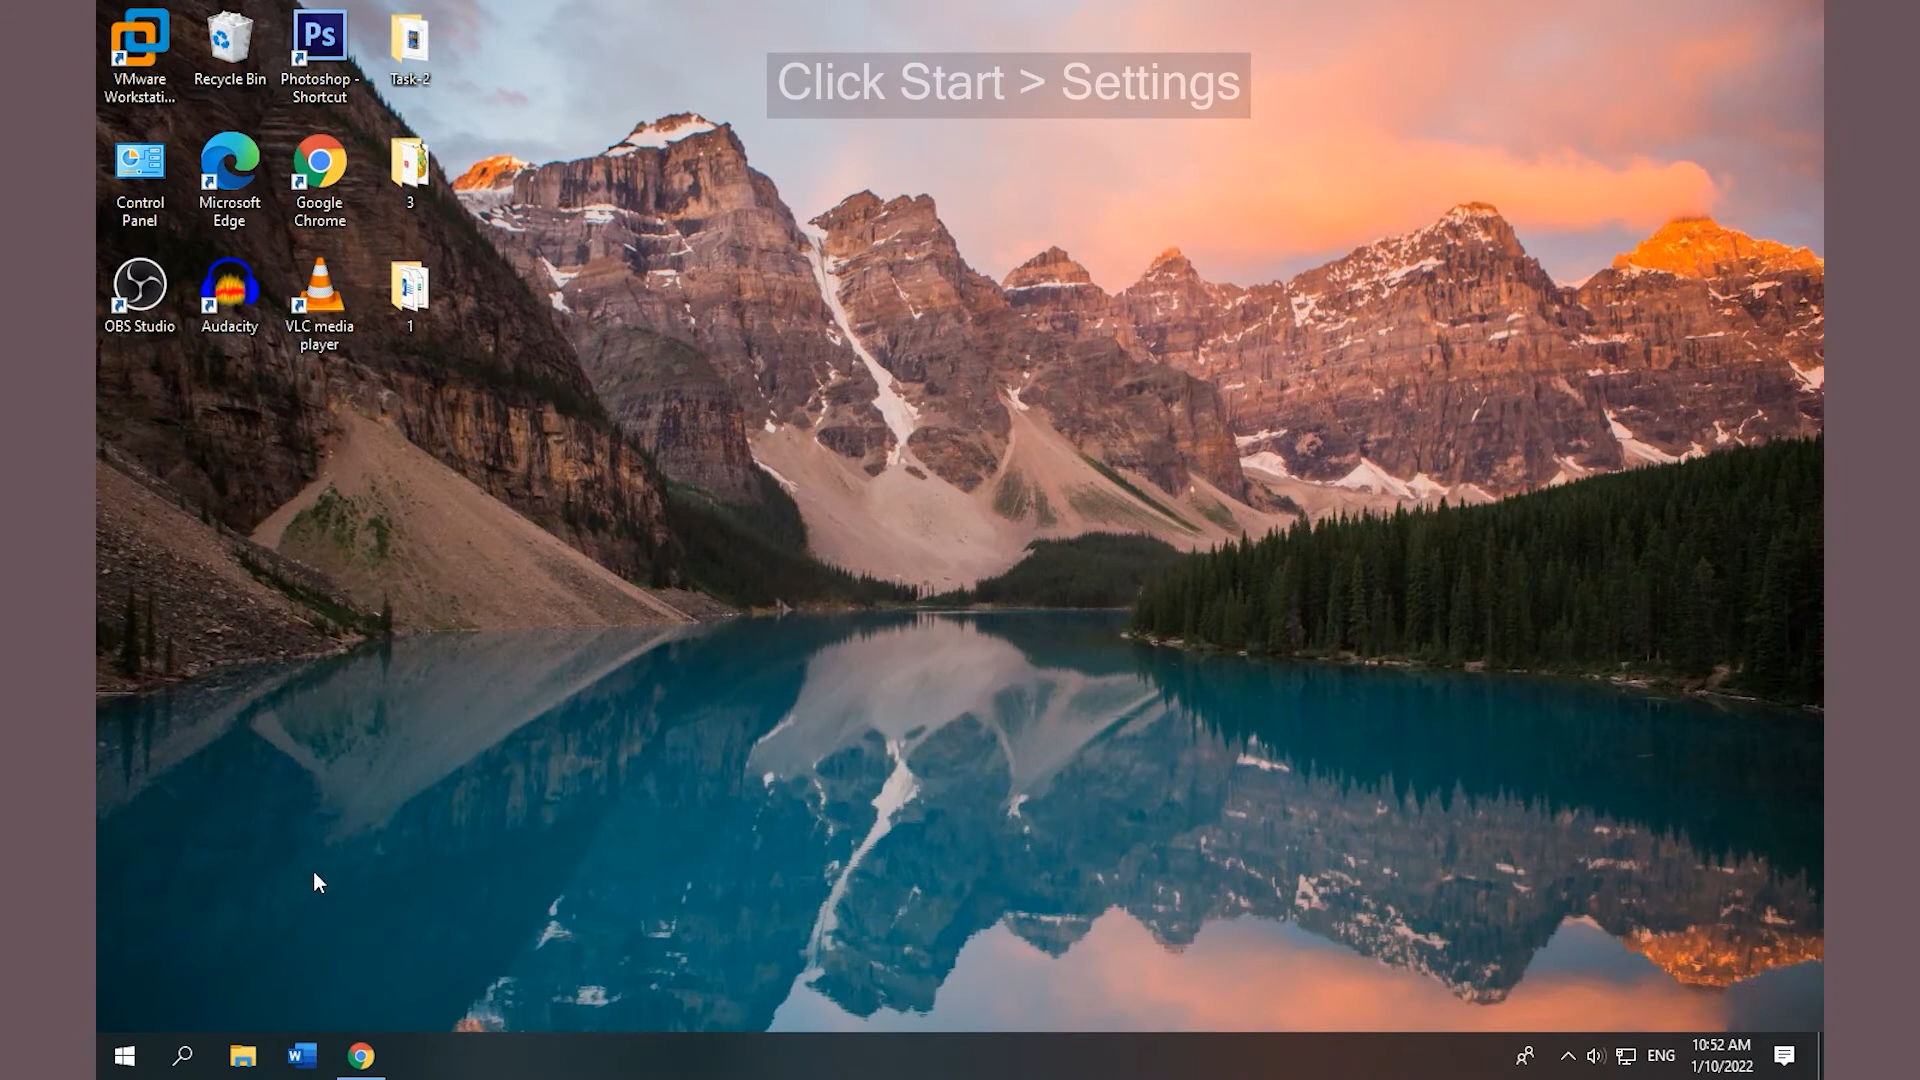 Click Start > Settings
VMware
Workstati...
Recycle Bin
Ps
Photoshop -
Shortcut
Task-2
Control
Panel
Microsoft
Edge
Google
Chrome
3
OBS Studio
Audacity
VLC media
player
1
W
ENG
10:52 AM
1/10/2022